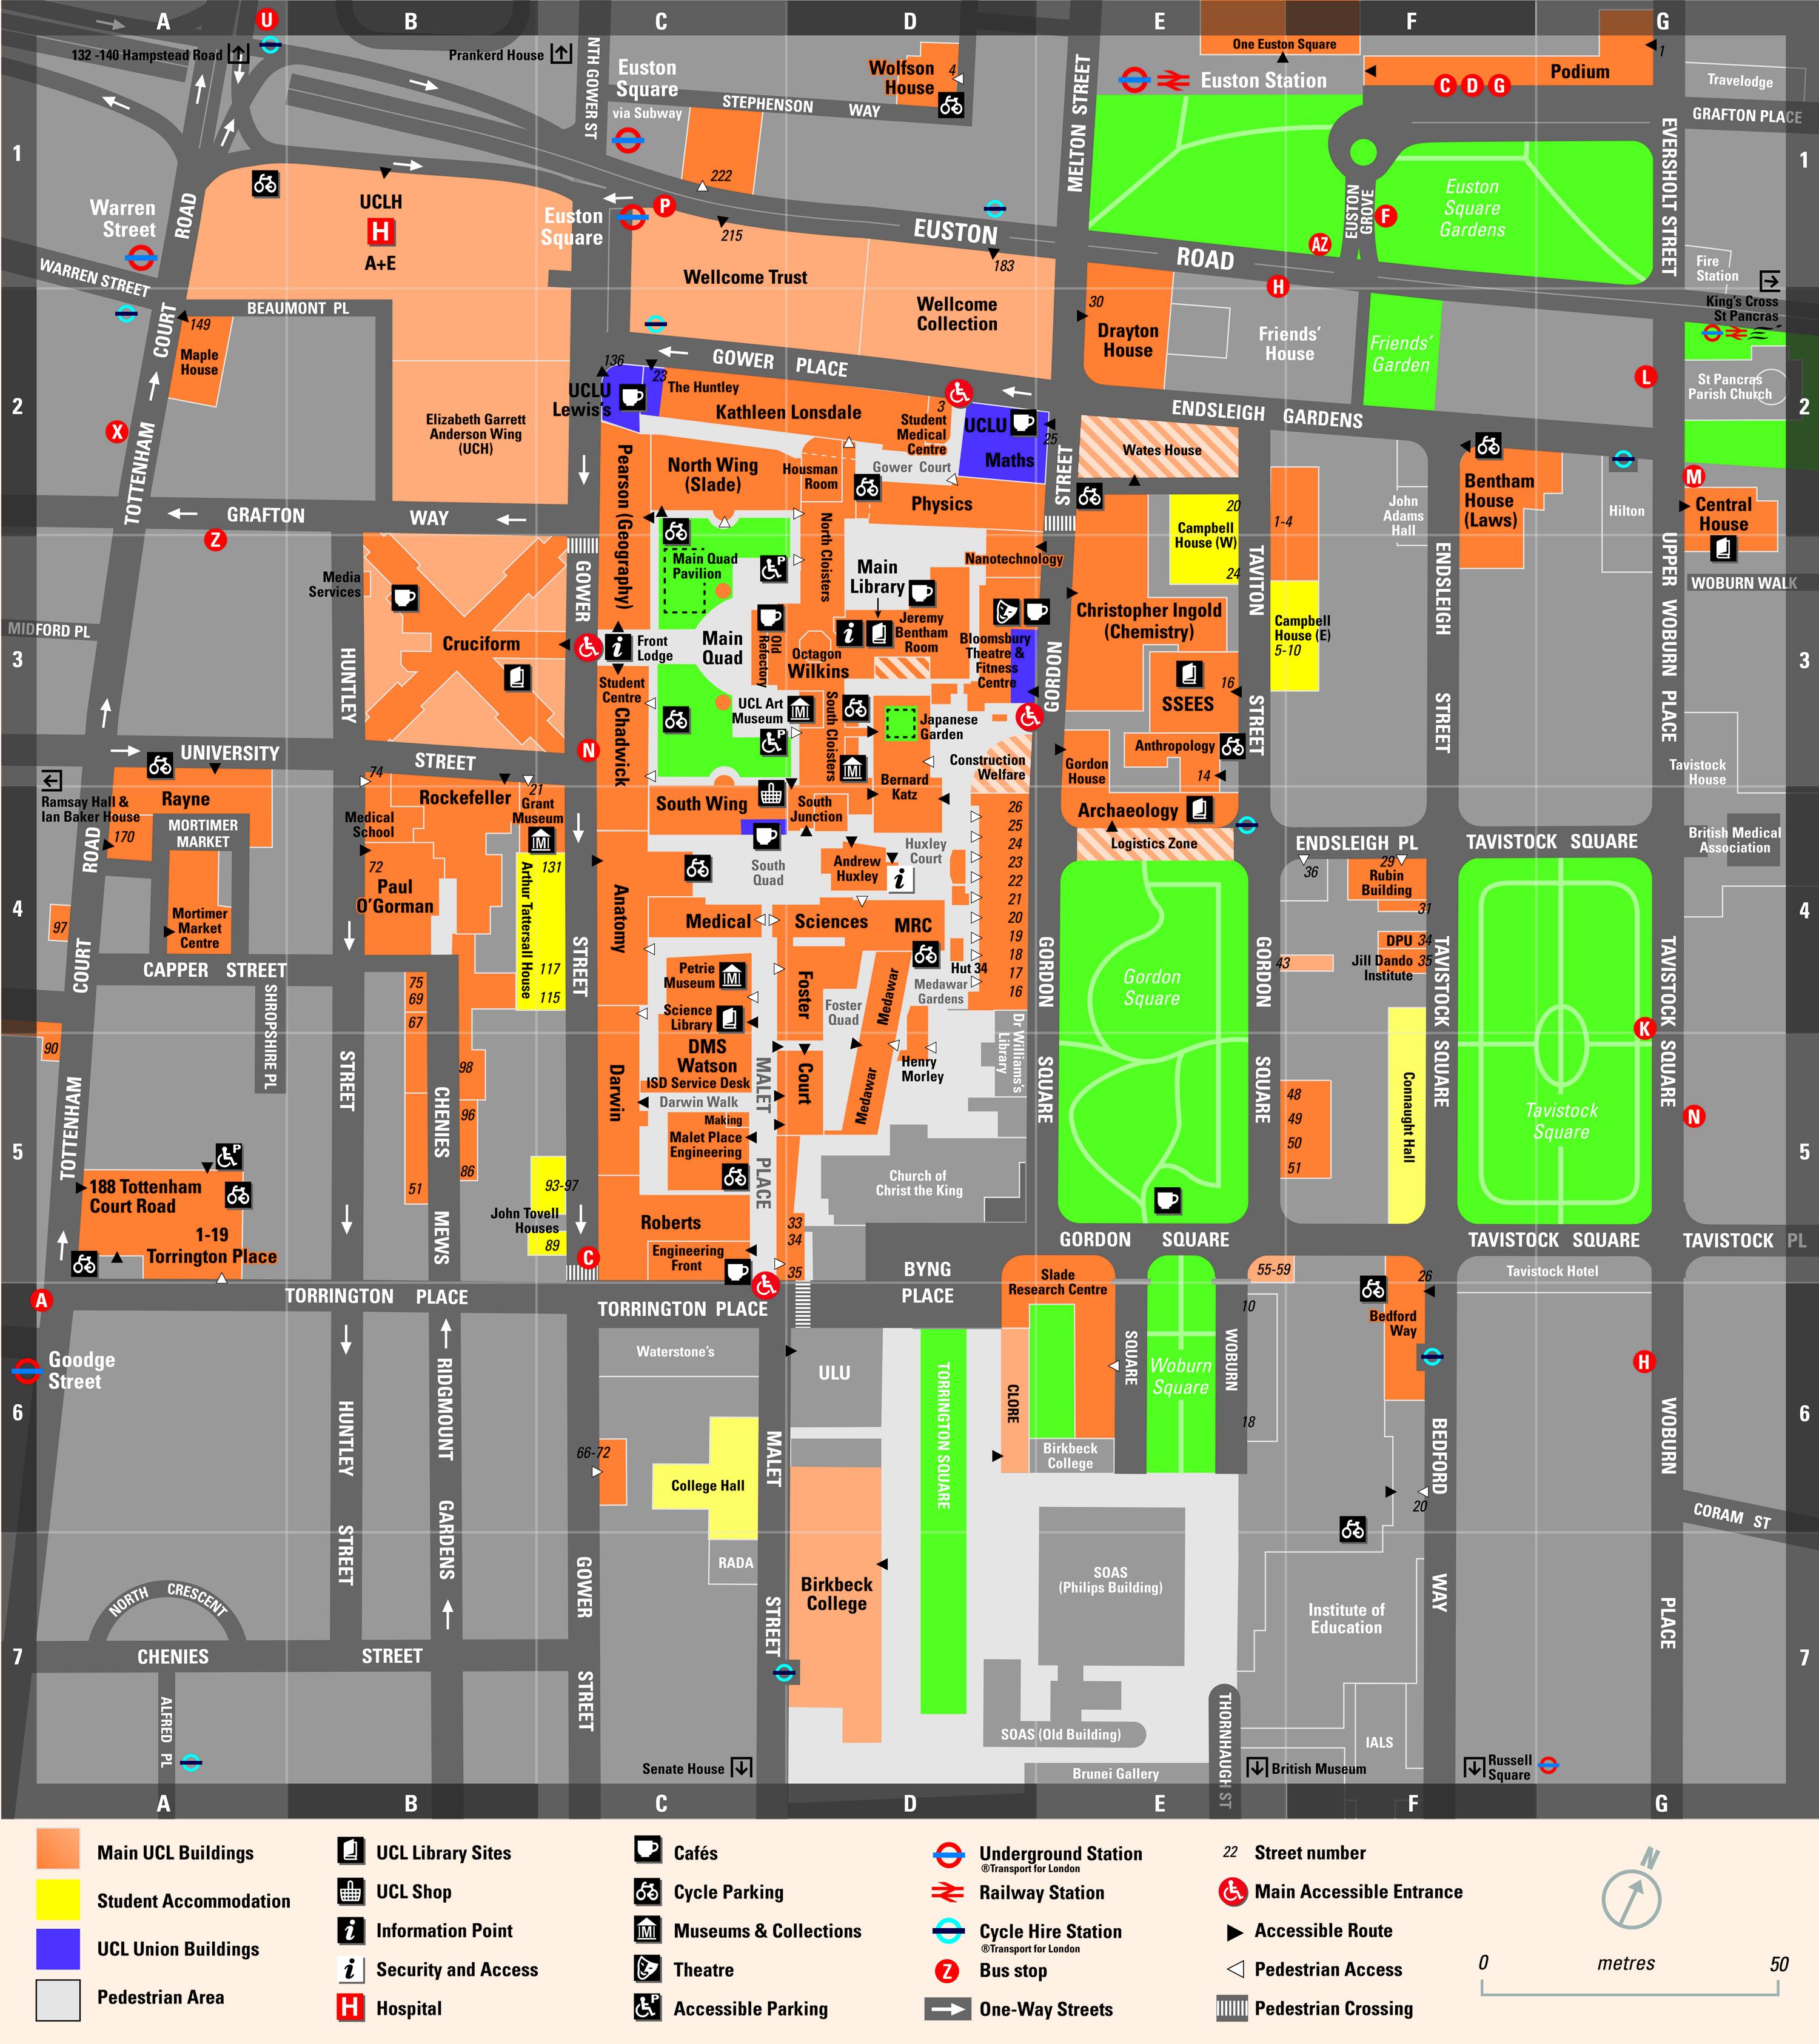 A
B
C
D
E
F
G
U
132 -140 Hampstead Road
Prankerd House
NTH GOWER ST
Euston
Square
via Subway
Wolfson
House
4
STEPHENSON WAY
MELTON STREET
One Euston Square
Euston Station
Podium
1
C D G
Travelodge
GRAFTON PLACE
EVERSHOLT STREET
1
1
222
Warren
Street
ROAD
UCLH
H
A+E
Euston
Square
P
215
EUSTON
ROAD
183
EUSTON
GROVE
F
AZ
H
Euston
Square
Gardens
Fire
Station
King's Cross
St Pancras
WARREN STREET
Wellcome Trust
Wellcome
Collection
BEAUMONT PL
149
Maple
House
COURT
30
Drayton
House
Friends'
House
Friends'
Garden
L
St Pancras
Parish Church
2
2
GOWER PLACE
136
23
The Huntley
UCLU
Lewis's
Kathleen Lonsdale
3
Student
Medical
Centre
UCLU
25
Maths
ENDSLEIGH GARDENS
X
TOTTENHAM
Elizabeth Garrett
Anderson Wing
(UCH)
North Wing
(Slade)
Housman
Room
Gower Court
Physics
STREET
Wates House
Bentham
House
(Laws)
Hilton
M
Central
House
John
Adams
Hall
20
Campbell
House (W)
24
1-4
GRAFTON WAY
Z
Pearson (Geography)
North Cloisters
Nanotechnology
Main Quad
Pavilion
Main
Library
Media
Services
GOWER
TAVITON
STREET
ENDSLEIGH
STREET
UPPER WOBURN PLACE
WOBURN WALK
MIDFORD PL
3
3
HUNTLEY
Cruciform
Front
Lodge
Main
Quad
Old
Refectory
Octagon
Wilkins
Jeremy
Bentham
Room
Bloomsbury
Theatre &
Fitness
Centre
GORDON
Christopher Ingold
(Chemistry)
Campbell
House (E)
5-10
16
SSEES
Student
Centre
Chadwick
UCL Art
Museum
South Cloisters
Japanese
Garden
Construction
Welfare
Gordon
House
Anthropology
14
N
UNIVERSITY
STREET
Tavistock
House
Ramsay Hall &
Ian Baker House
Rayne
74
Rockefeller
21
Grant
Museum
South Wing
South
Junction
Bernard
Katz
Archaeology
Logistics Zone
ROAD
170
MORTIMER
MARKET
Medical
School
72
Paul
O'Gorman
131
Arthur Tattersall House
117
115
South
Quad
Andrew
Huxley
Huxley
Court
26
25
24
23
22
21
20
19
18
17
16
ENDSLEIGH PL
36
29
Rubin
Building
31
TAVISTOCK SQUARE
British Medical
Association
4
4
97
COURT
Mortimer
Market
Centre
CAPPER STREET
Anatomy
STREET
Medical Sciences
MRC
Hut 34
DPU 34
Jill Dando 35
Institute
43
GORDON
SQUARE
Gordon
Square
GORDON
SQUARE
TAVISTOCK SQUARE
TAVISTOCK SQUARE
Petrie
Museum
Foster
Court
Foster
Quad
Medawar
Medawar
Medawar
Gardens
75
69
67
SHROPSHIRE PL
Science
Library
Dr Williams's
Library
K
90
STREET
98
DMS
Watson
ISD Service Desk
Darwin Walk
Darwin
MALET
PLACE
Henry
Morley
TOTTENHAM
CHENIES
MEWS
96
86
51
Making
Malet Place
Engineering
Church of
Christ the King
48
49
50
51
Connaught Hall
Tavistock
Square
N
5
5
188 Tottenham
Court Road
1-19
Torrington Place
93-97
John Tovell
Houses
89
C
Roberts
Engineering
Front
33
34
35
GORDON SQUARE
TAVISTOCK SQUARE
TAVISTOCK PL
BYNG
PLACE
Slade
Research Centre
55-59
10
26
Bedford
Way
Tavistock Hotel
A
TORRINGTON PLACE
TORRINGTON PLACE
Goodge
Street
Waterstone's
ULU
TORRINGTON SQUARE
CLORE
SQUARE
Woburn
Square
WOBURN
18
H
6
6
HUNTLEY
STREET
RIDGMOUNT
GARDENS
66-72
College Hall
MALET
STREET
Birkbeck
College
BEDFORD
WAY
20
WOBURN
PLACE
CORAM ST
RADA
Birkbeck
College
SOAS
(Philips Building)
Institute of
Education
NORTH CRESCENT
7
7
CHENIES STREET
GOWER
STREET
ALFRED PL
SOAS (Old Building)
THORNHAUGH ST
IALS
Senate House
Brunei Gallery
British Museum
Russell
Square
A
B
C
D
E
F
G
Main UCL Buildings
Student Accommodation
UCL Union Buildings
Pedestrian Area
UCL Library Sites
UCL Shop
Information Point
Security and Access
H
Hospital
Cafés
Cycle Parking
Museums & Collections
Theatre
Accessible Parking
Underground Station
®Transport for London
Railway Station
Cycle Hire Station
®Transport for London
Z
Bus stop
One-Way Streets
22
Street number
Main Accessible Entrance
Accessible Route
Pedestrian Access
Pedestrian Crossing
N
0 metres 50